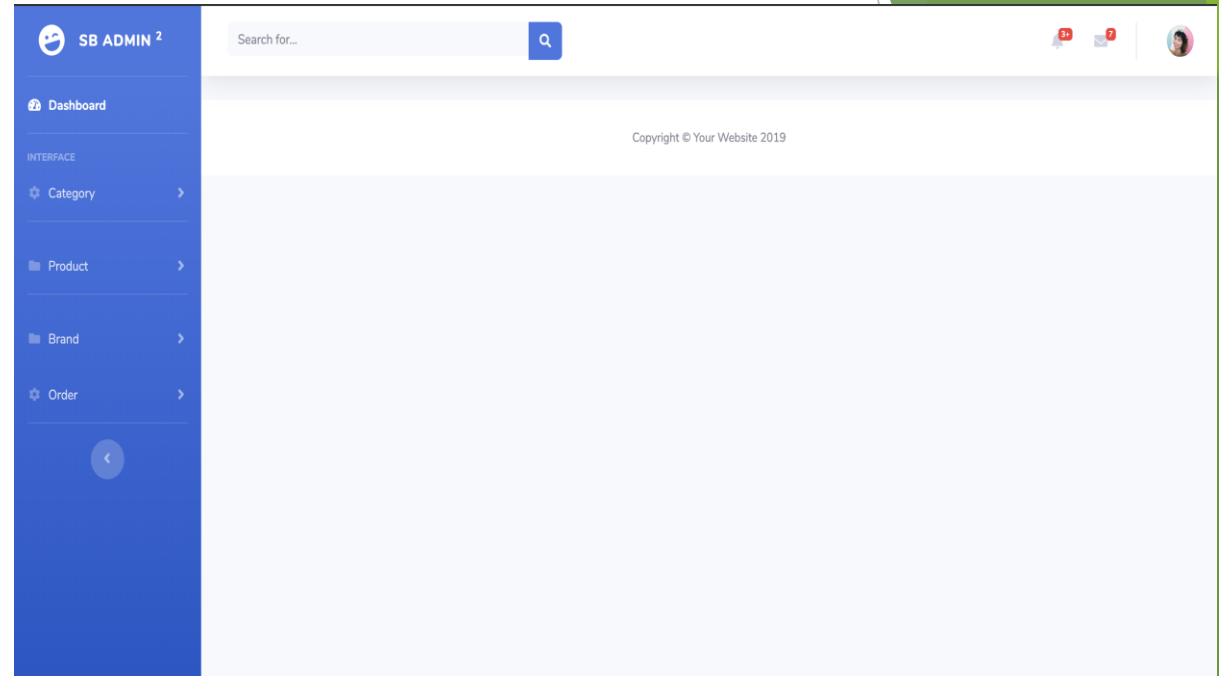 SB ADMIN 2
Search for...
3+
7
Dashboard
Copyright © Your Website 2019
INTERFACE
Category
Product
Brand
Order